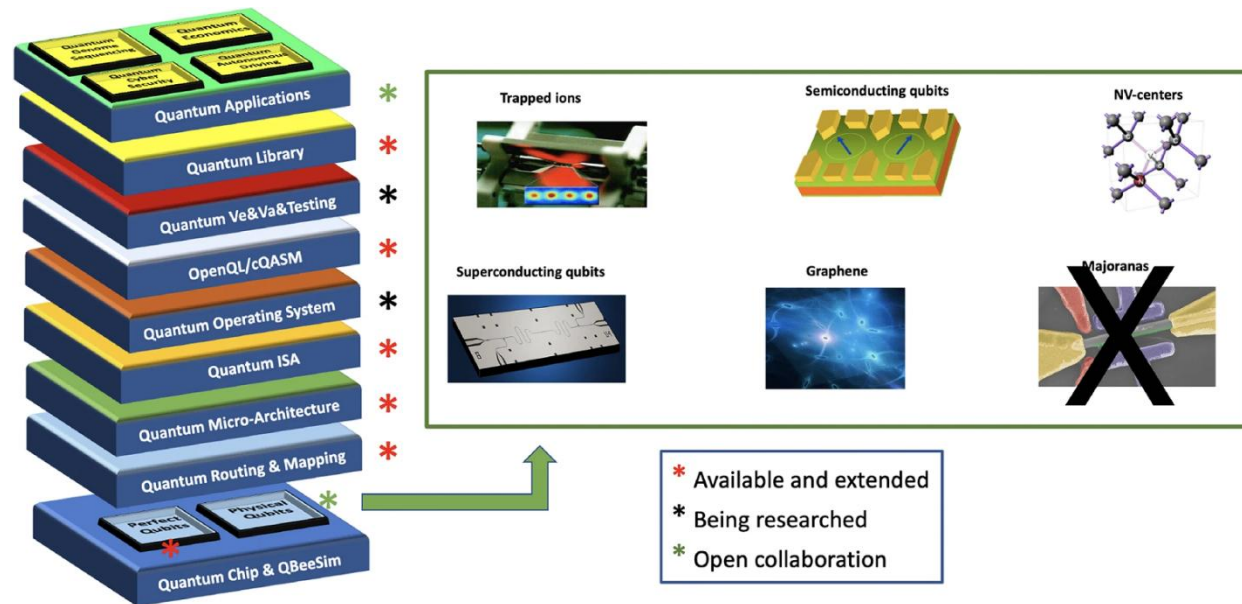 Quantum
Genome
Sequencing
Quantum
Economics
Quantum
Cyber
Security
Quantum
Autonomous
Driving
Quantum Applications
*
Quantum Library
*
Quantum Ve&Va&Testing
*
OpenQL/cQASM
*
Quantum Operating System
*
Quantum ISA
*
Quantum Micro-Architecture
*
Quantum Routing & Mapping
*
Perfect
Qubits
*
Physical
Qubits
*
Quantum Chip & QBeeSim
Trapped ions
Semiconducting qubits
NV-centers
Superconducting qubits
Graphene
Majoranas
* Available and extended
* Being researched
* Open collaboration